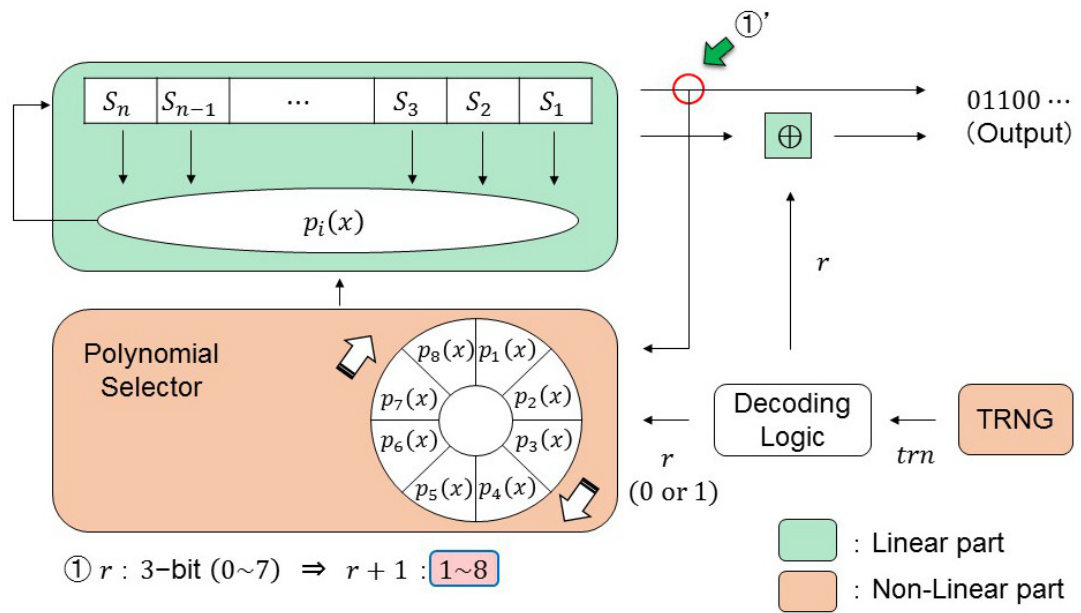 ①’
Sₙ Sₙ₋₁ ⋯ S₃ S₂ S₁
pᵢ(x)
⊕
01100 ⋯
(Output)
r
Polynomial
Selector
p₈(x) p₁(x)
p₇(x) p₂(x)
p₆(x) p₃(x)
p₅(x) p₄(x)
r
(0 or 1)
Decoding
Logic
trn
TRNG
① r : 3−bit (0~7) ⇒ r + 1 : 1~8
: Linear part
: Non-Linear part